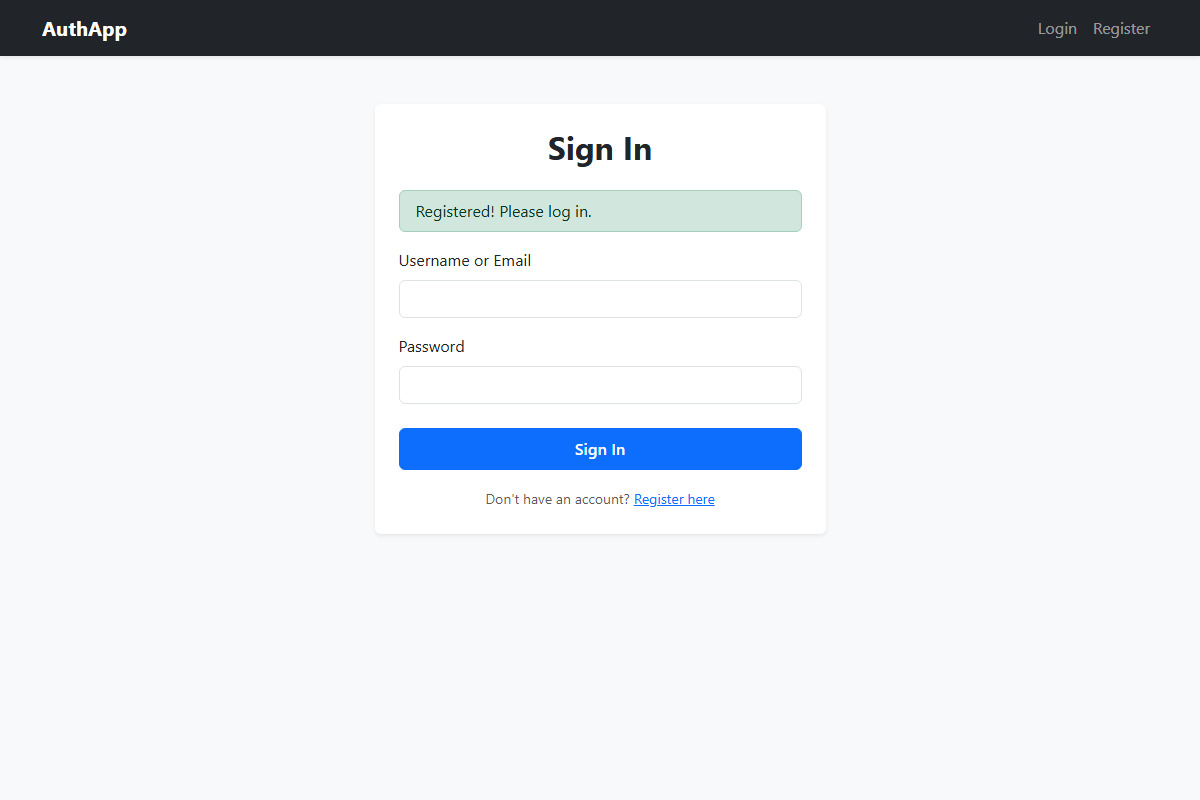 AuthApp
Login Register
Sign In
Registered! Please log in.
Username or Email
Password
Sign In
Don't have an account? Register here